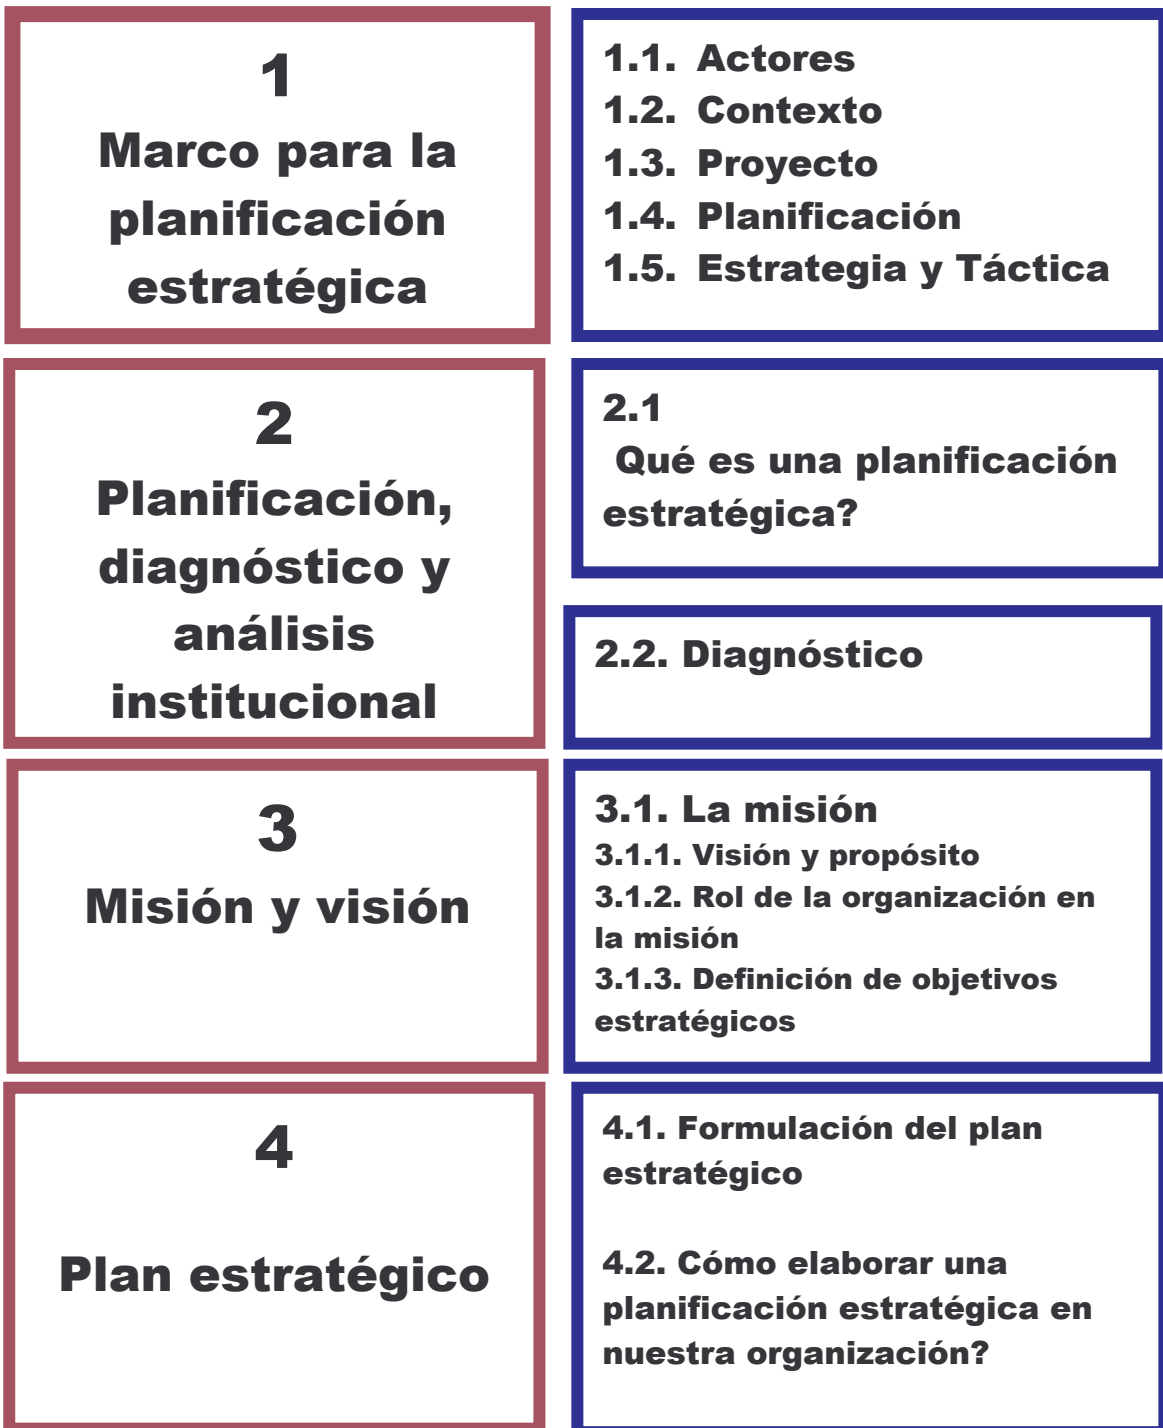 1
Marco para la
planificación
estratégica
1.1. Actores
1.2. Contexto
1.3. Proyecto
1.4. Planificación
1.5. Estrategia y Táctica
2
Planificación,
diagnóstico y
análisis
institucional
2.1
Qué es una planificación
estratégica?
2.2. Diagnóstico
3
Misión y visión
3.1. La misión
3.1.1. Visión y propósito
3.1.2. Rol de la organización en
la misión
3.1.3. Definición de objetivos
estratégicos
4
Plan estratégico
4.1. Formulación del plan
estratégico
4.2. Cómo elaborar una
planificación estratégica en
nuestra organización?